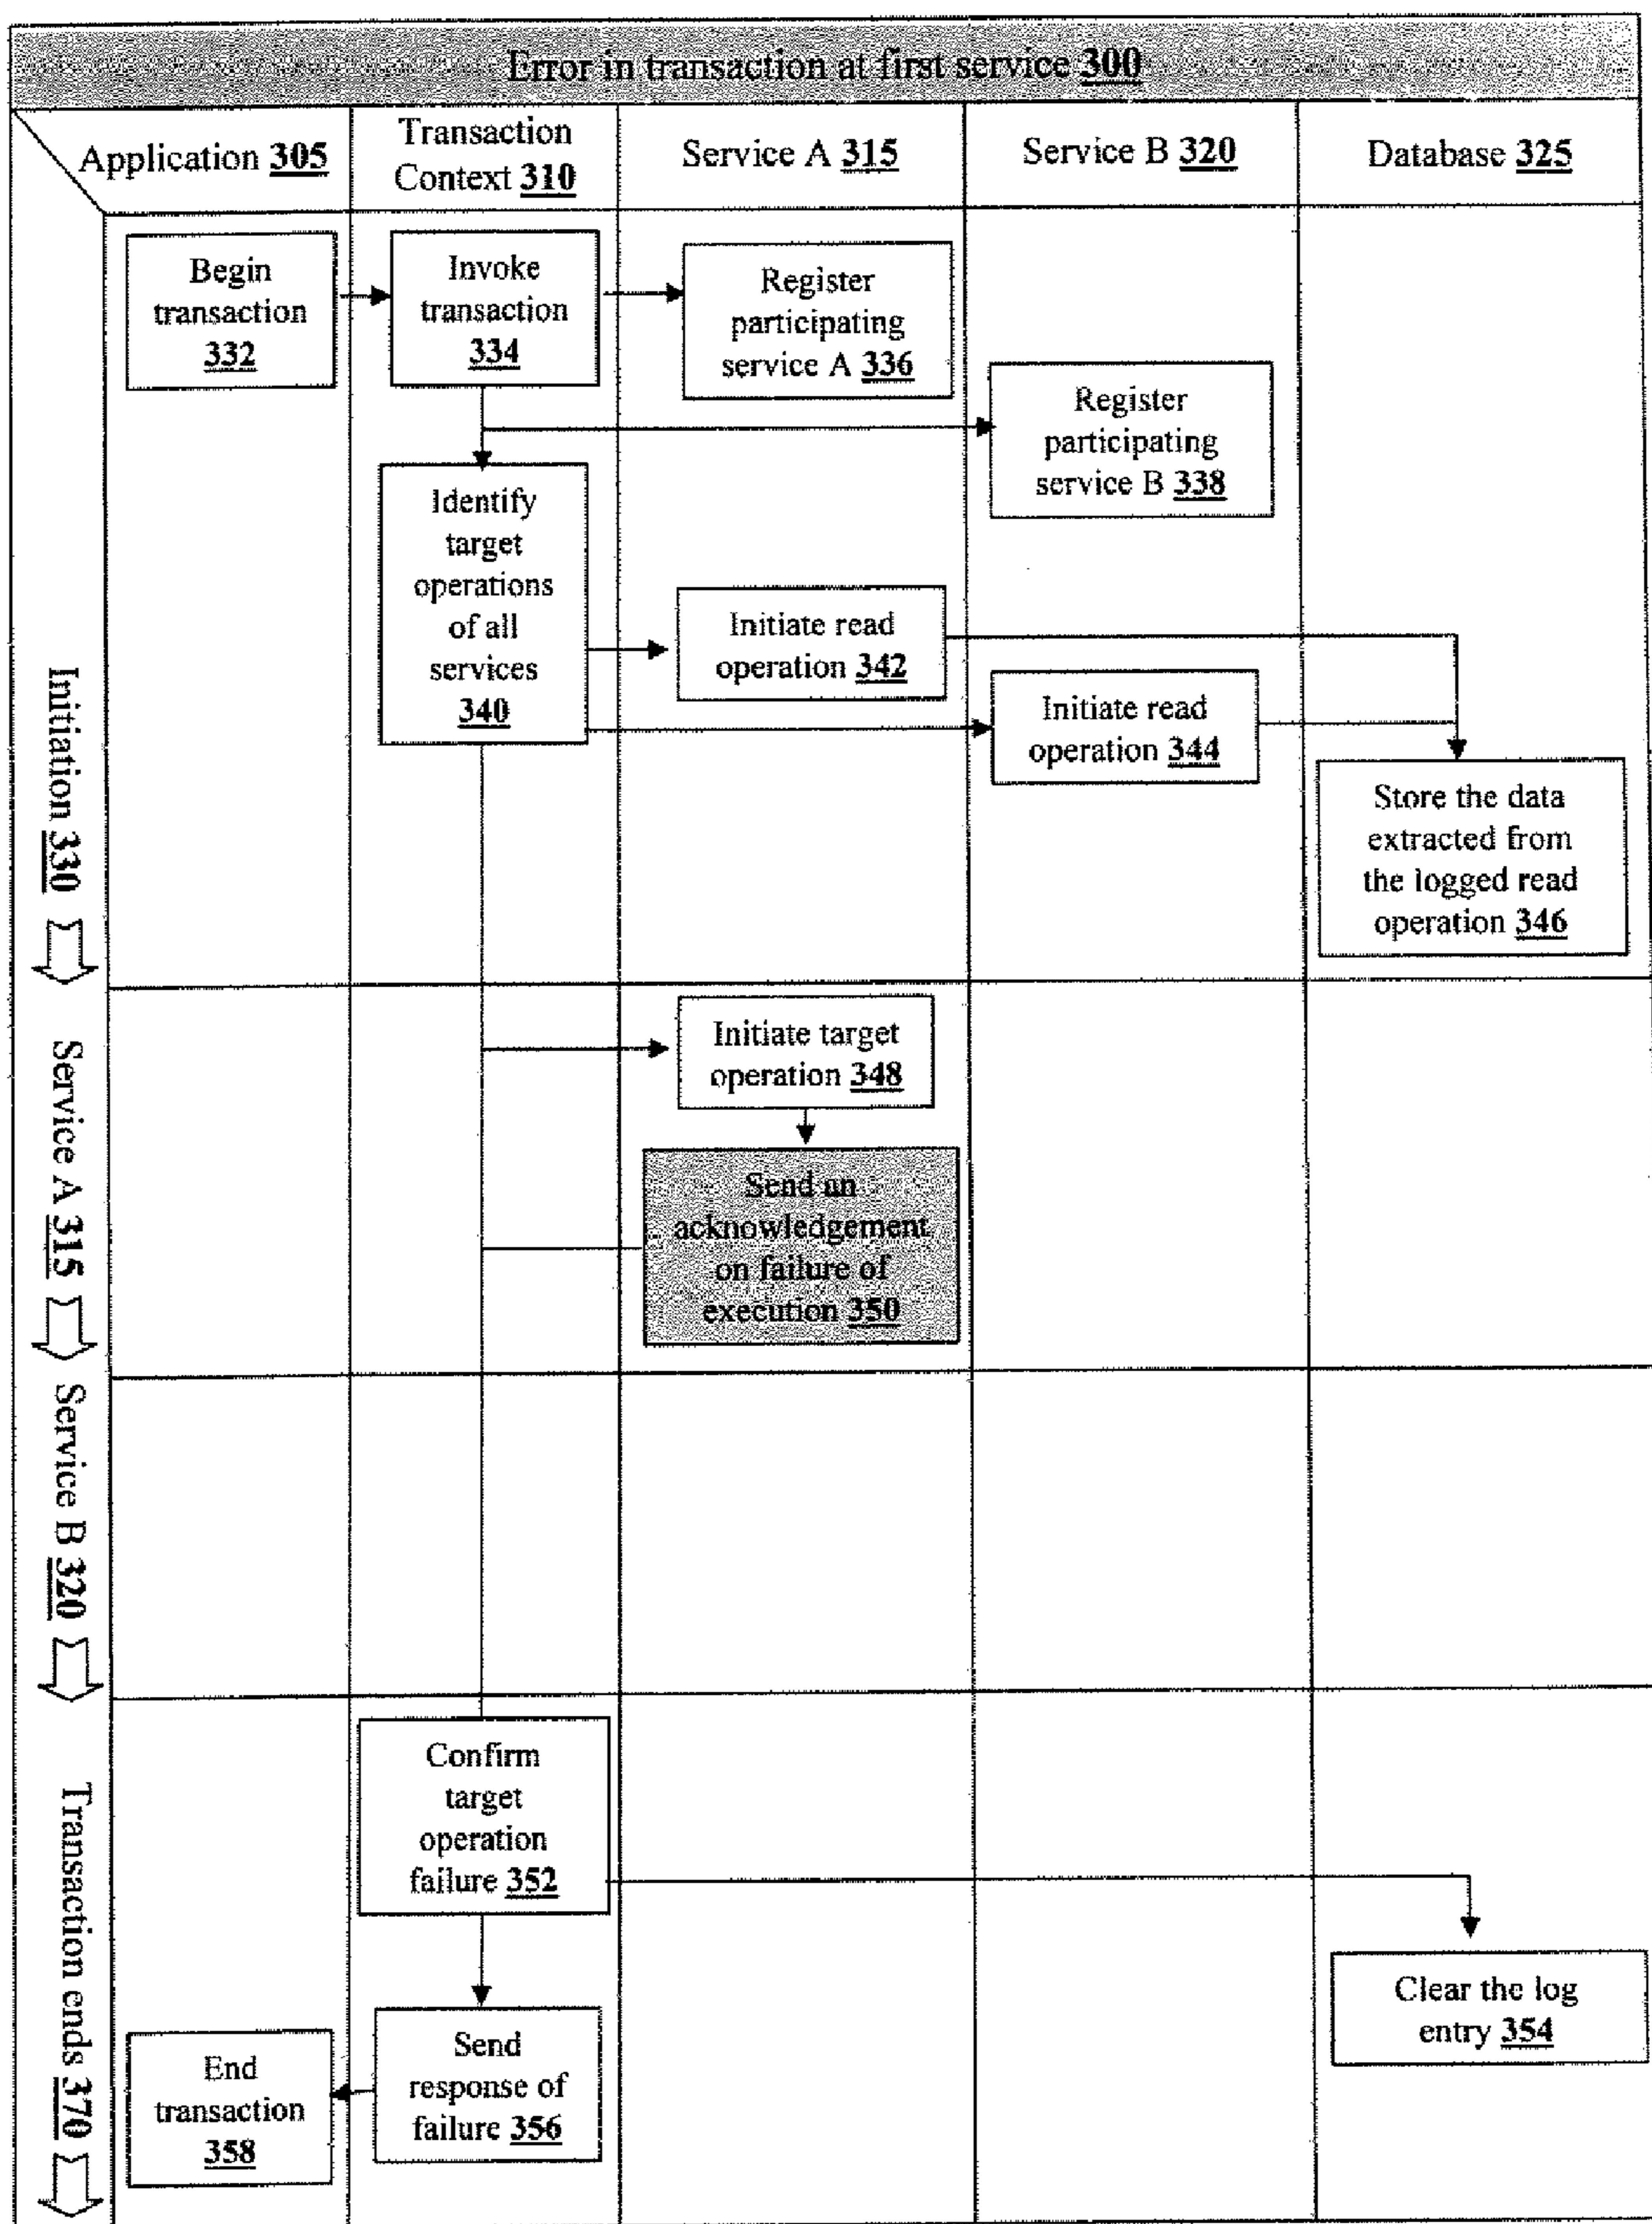 Error in transaction at first service 300
Application 305
Transaction
Context 310
Service A 315
Service B 320
Database 325
Initiation 330
Begin
transaction
332
Invoke
transaction
334
Register
participating
service A 336
Register
participating
service B 338
Identify
target
operations
of all
services
340
Initiate read
operation 342
Initiate read
operation 344
Store the data
extracted from
the logged read
operation 346
Service A 315
Initiate target
operation 348
Send an
acknowledgement
on failure of
execution 350
Service B 320
Transaction ends 370
Confirm
target
operation
failure 352
Clear the log
entry 354
Send
response of
failure 356
End
transaction
358